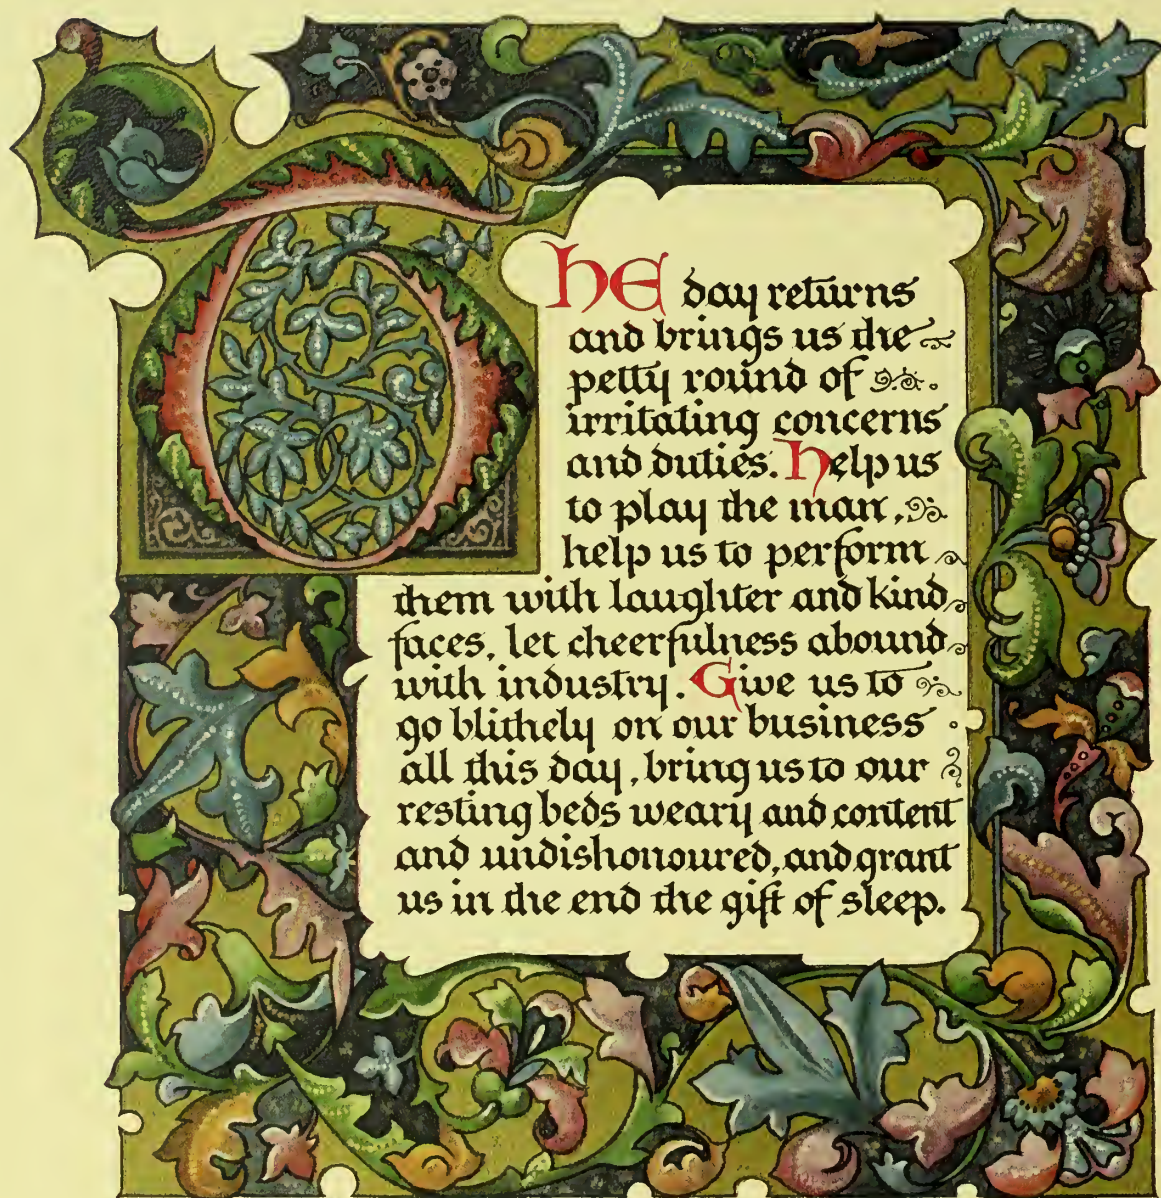 The day returns
and brings us the
petty round of
irritating concerns
and duties. Help us
to play the man,
help us to perform
them with laughter and kind
faces, let cheerfulness abound
with industry. Give us to
go blithely on our business
all this day, bring us to our
resting beds weary and content
and undishonoured, and grant
us in the end the gift of sleep.